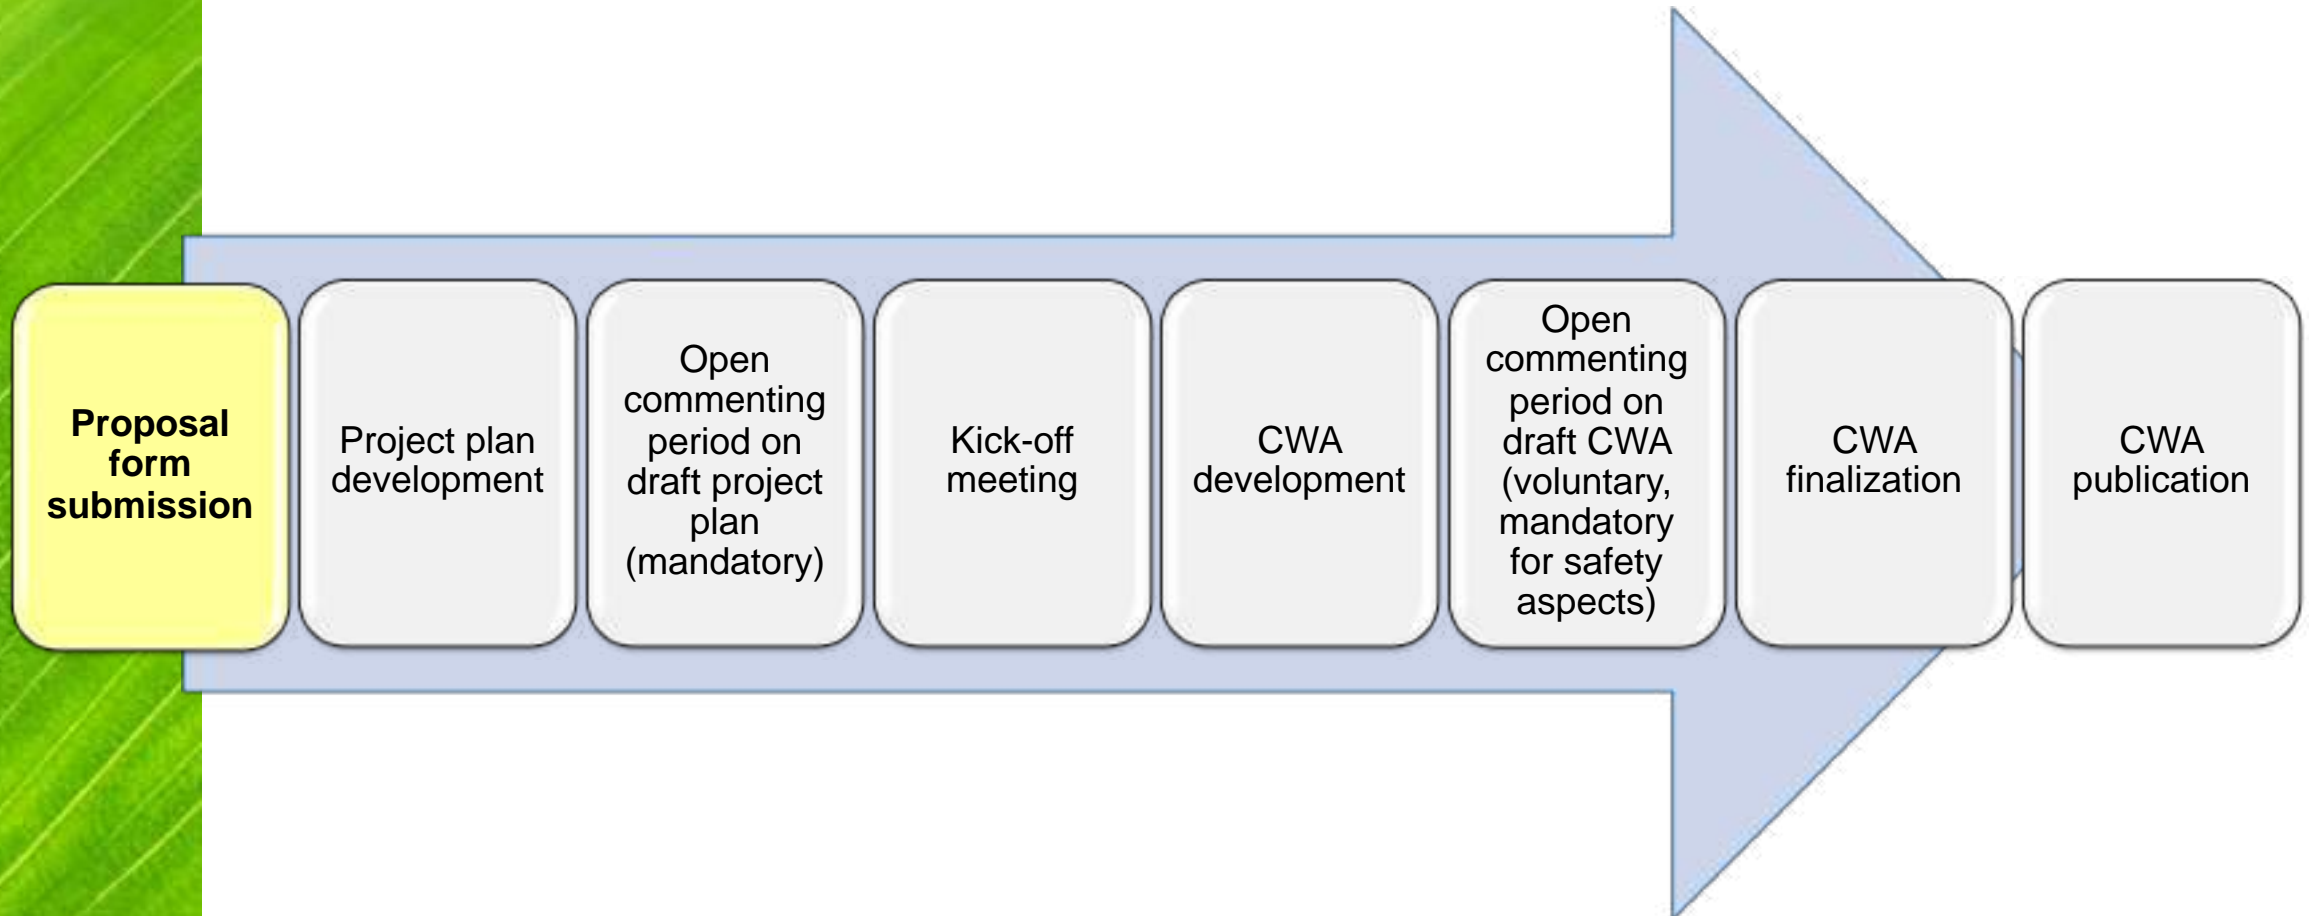 Proposal
form
submission
Project plan
development
Open
commenting
period on
draft project
plan
(mandatory)
Kick-off
meeting
CWA
development
Open
commenting
period on
draft CWA
(voluntary,
mandatory
for safety
aspects)
CWA
finalization
CWA
publication